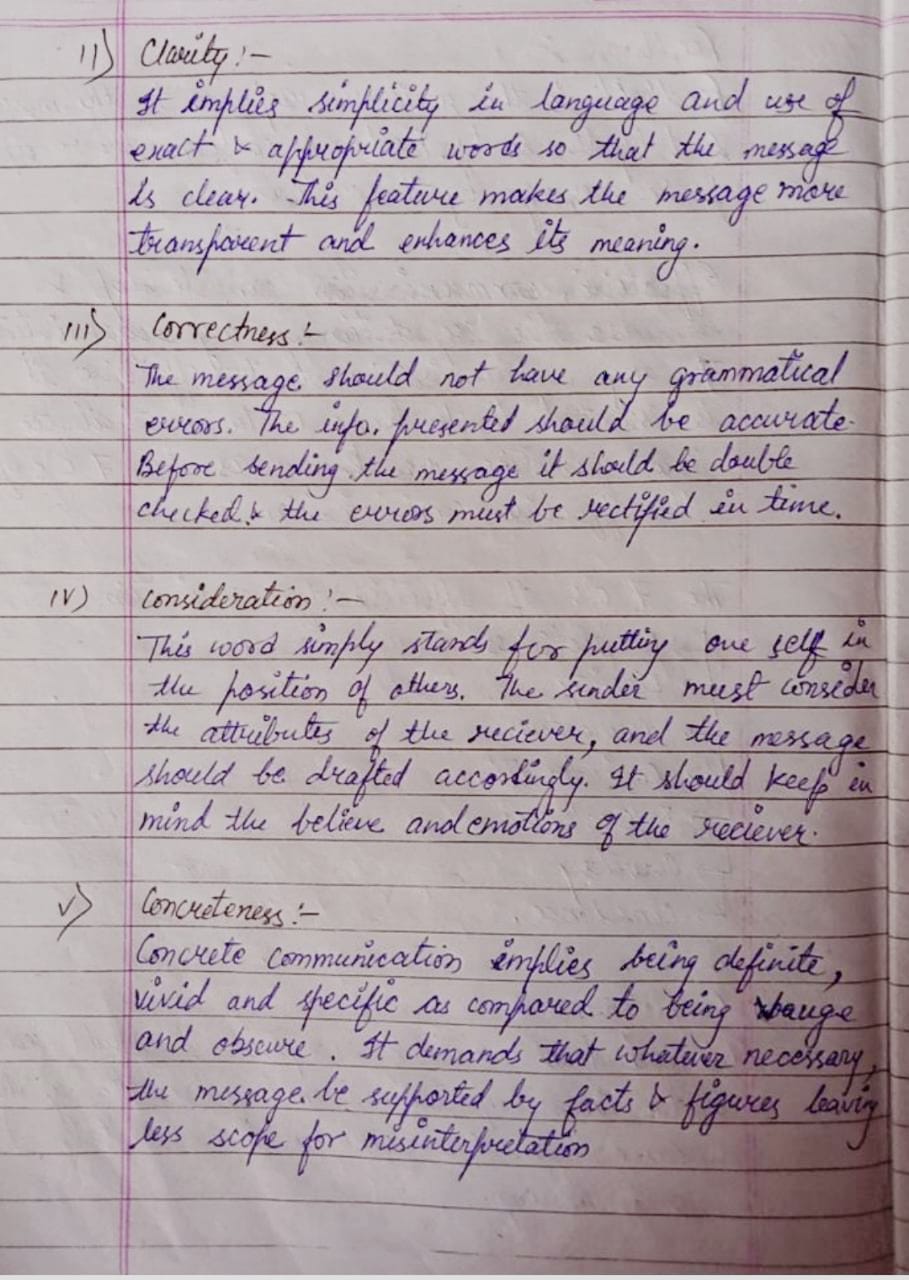 II) Clarity:-
It implies simplicity in language and use of
exact & appropriate words so that the message
is clear. This feature makes the message more
transparent and enhances its meaning.
III) Correctness:-
The message should not have any grammatical
errors. The info. presented should be accurate.
Before sending the message it should be double
checked & the errors must be rectified in time.
IV) Consideration:-
This word simply stands for putting one self in
the position of others. The sender must consider
the attributes of the reciever, and the message
should be drafted accordingly. It should keep in
mind the believe and emotions of the reciever.
V) Concreteness:-
Concrete communication implies being definite,
vivid and specific as compared to being vauge
and obscure. It demands that whatever necessary,
the message be supported by facts & figures leaving
less scope for misinterpretation